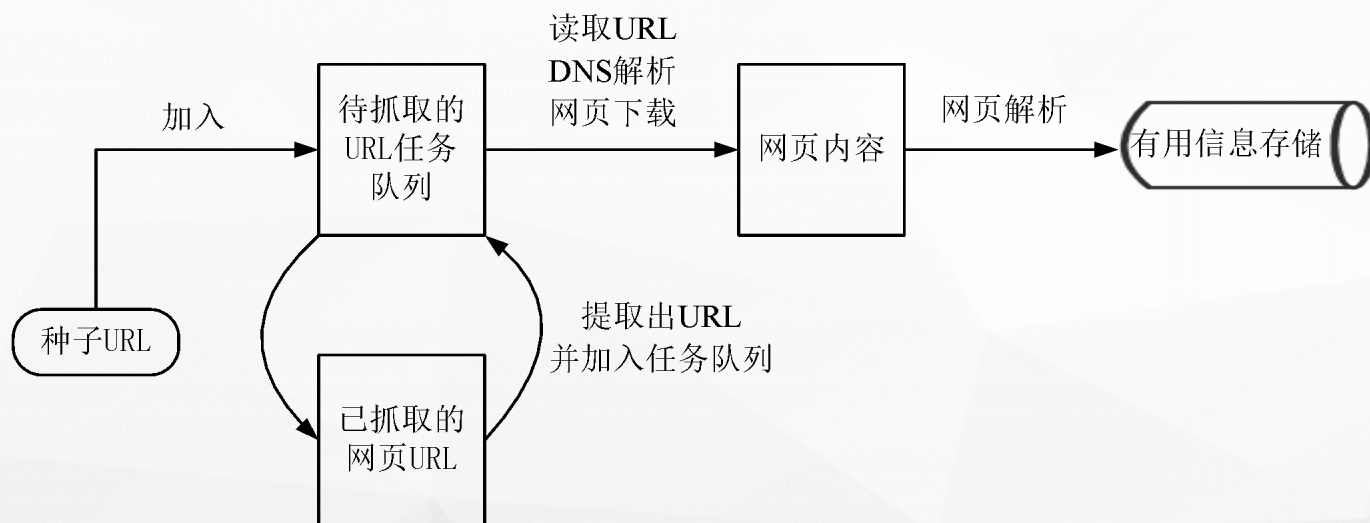 读取URL
DNS解析
网页下载
加入
待抓取的
URL任务
队列
网页内容
网页解析
有用信息存储
种子URL
提取出URL
并加入任务队列
已抓取的
网页URL